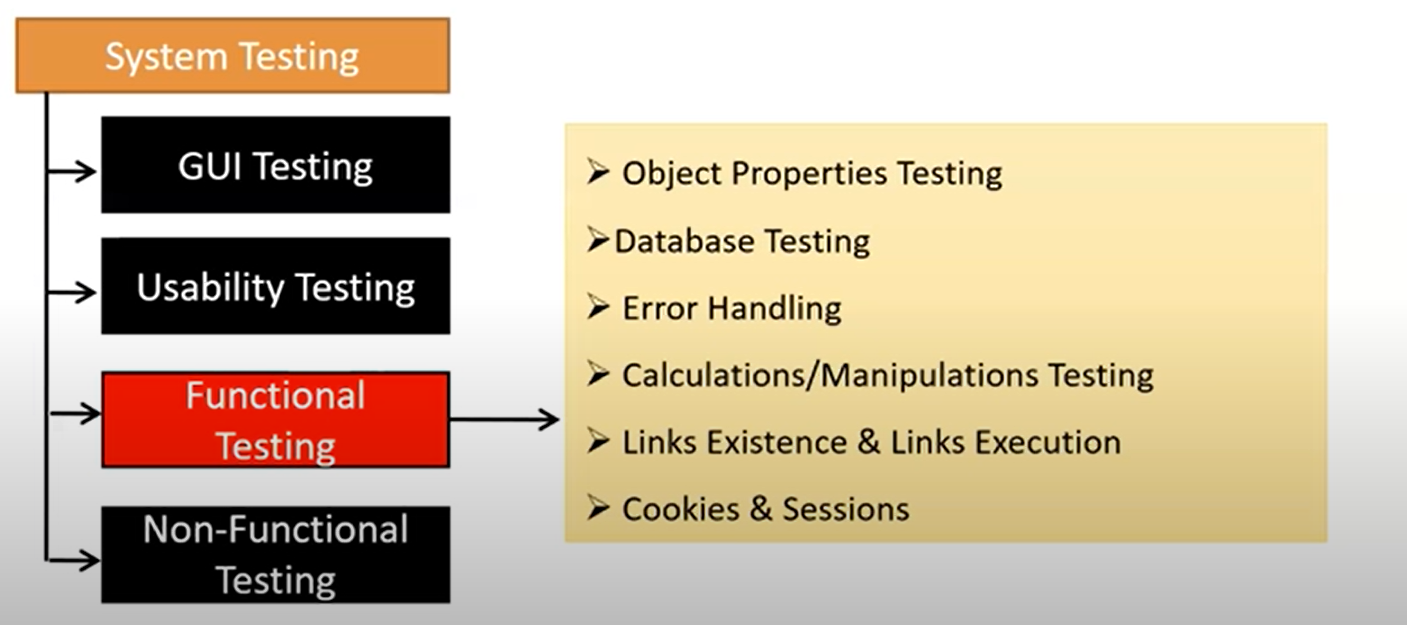 System Testing
GUI Testing
Usability Testing
Functional
Testing
Non-Functional
Testing
Object Properties Testing
Database Testing
Error Handling
Calculations/Manipulations Testing
Links Existence & Links Execution
Cookies & Sessions